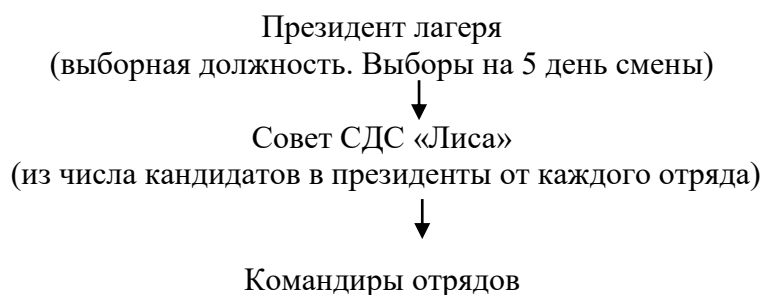 Президент лагеря
(выборная должность. Выборы на 5 день смены)
Совет СДС «Лиса»
(из числа кандидатов в президенты от каждого отряда)
Командиры отрядов